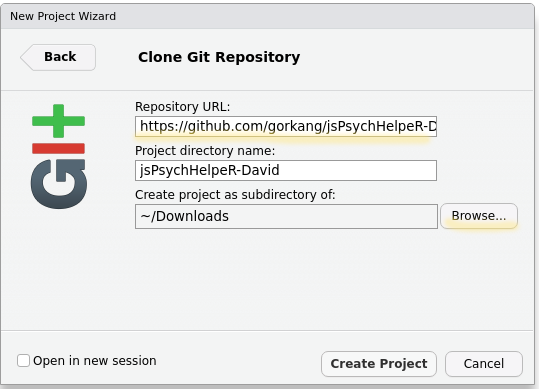 New Project Wizard
Back
Clone Git Repository
Repository URL:
https://github.com/gorkang/jsPsychHelpeR-D
Project directory name:
jsPsychHelpeR-David
Create project as subdirectory of:
~/Downloads
Browse...
GIt
Open in new session
Create Project
Cancel